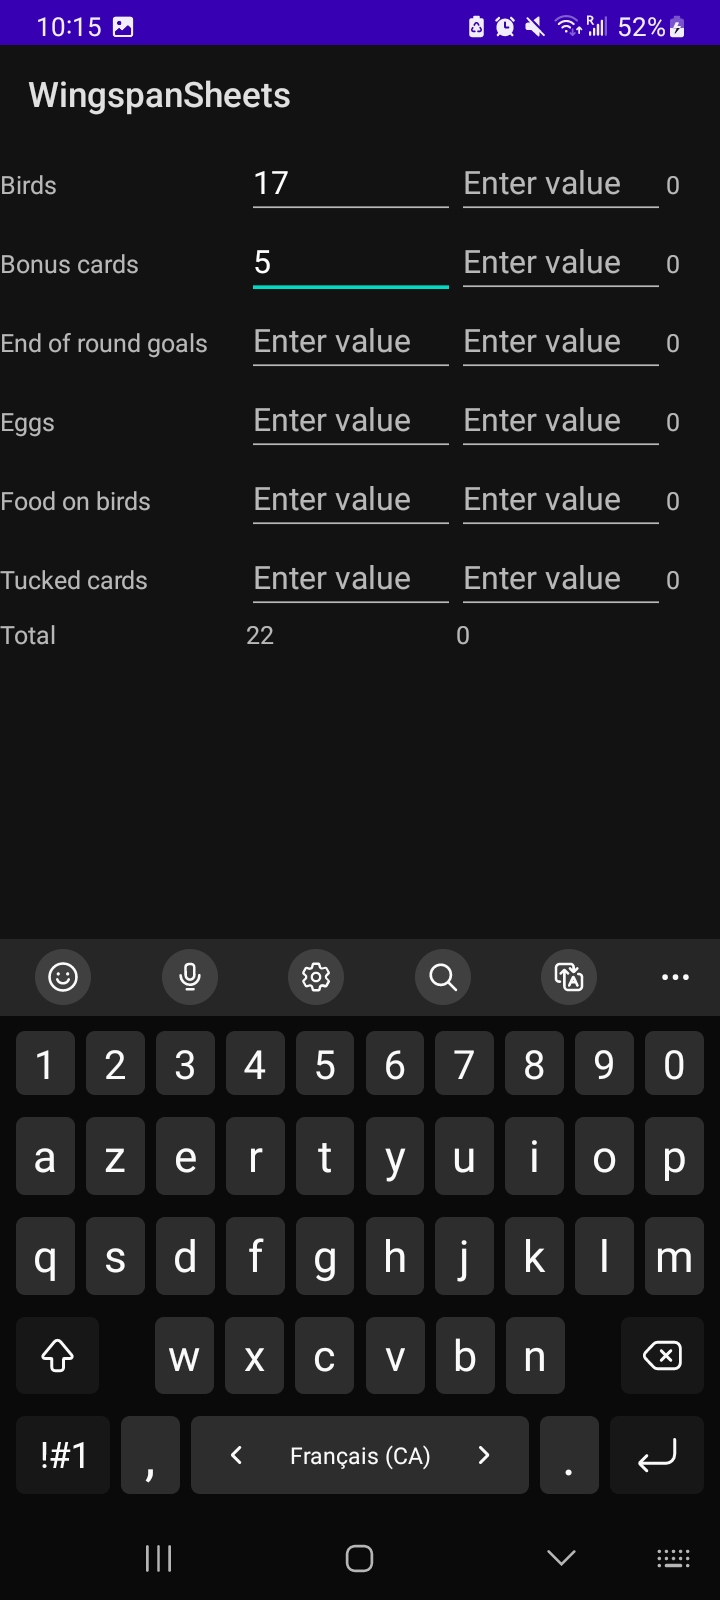 10:15 52%
WingspanSheets
Birds 17 Enter value 0
Bonus cards 5 Enter value 0
End of round goals Enter value Enter value 0
Eggs Enter value Enter value 0
Food on birds Enter value Enter value 0
Tucked cards Enter value Enter value 0
Total 22 0
1 2 3 4 5 6 7 8 9 0
a z e r t y u i o p
q s d f g h j k l m
w x c v b n
!#1 , Français (CA) .